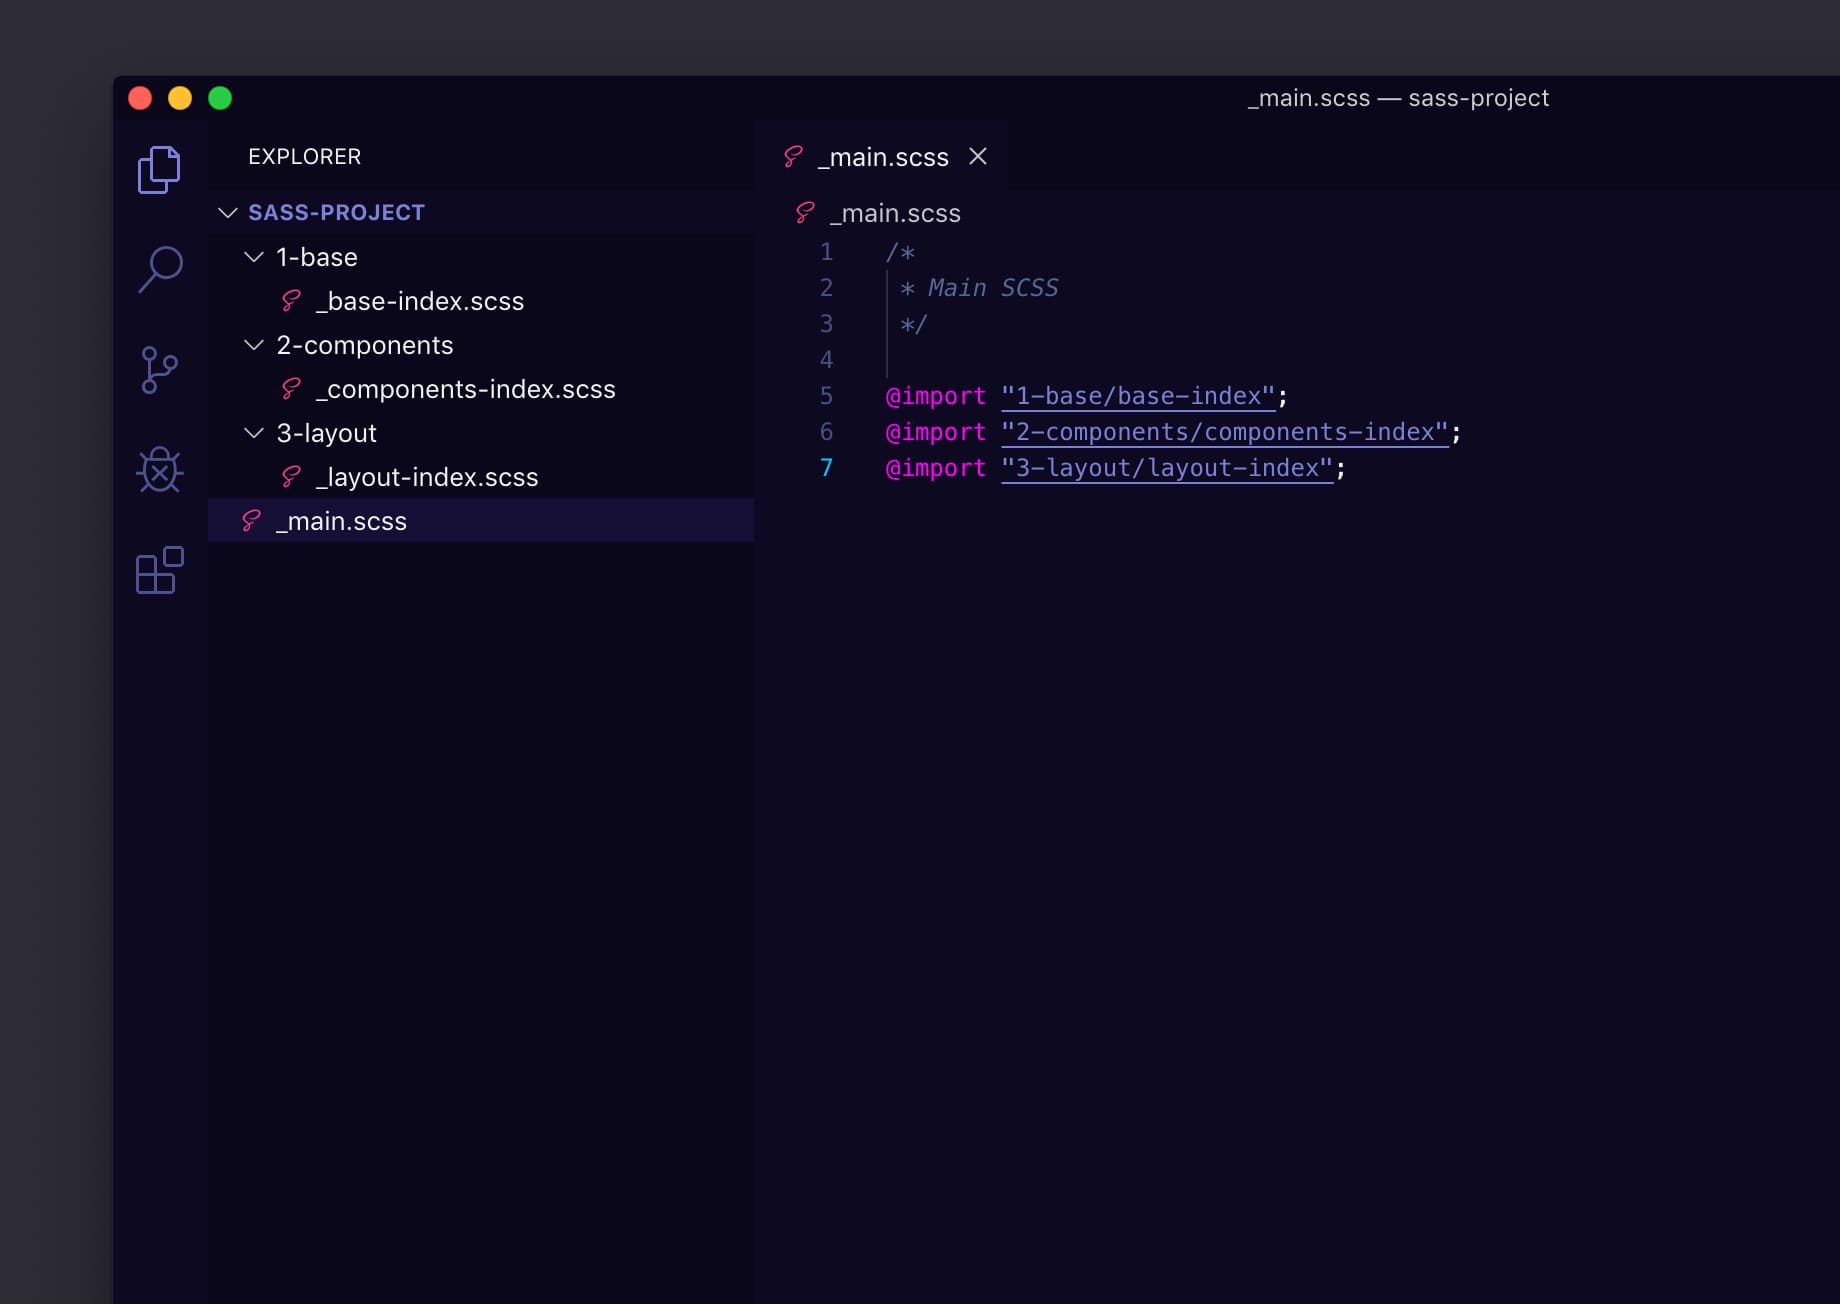 _main.scss — sass-project
EXPLORER
SASS-PROJECT
1-base
_base-index.scss
2-components
_components-index.scss
3-layout
_layout-index.scss
_main.scss
_main.scss
_main.scss
1 /*
2 * Main SCSS
3 */
4
5 @import "1-base/base-index";
6 @import "2-components/components-index";
7 @import "3-layout/layout-index";